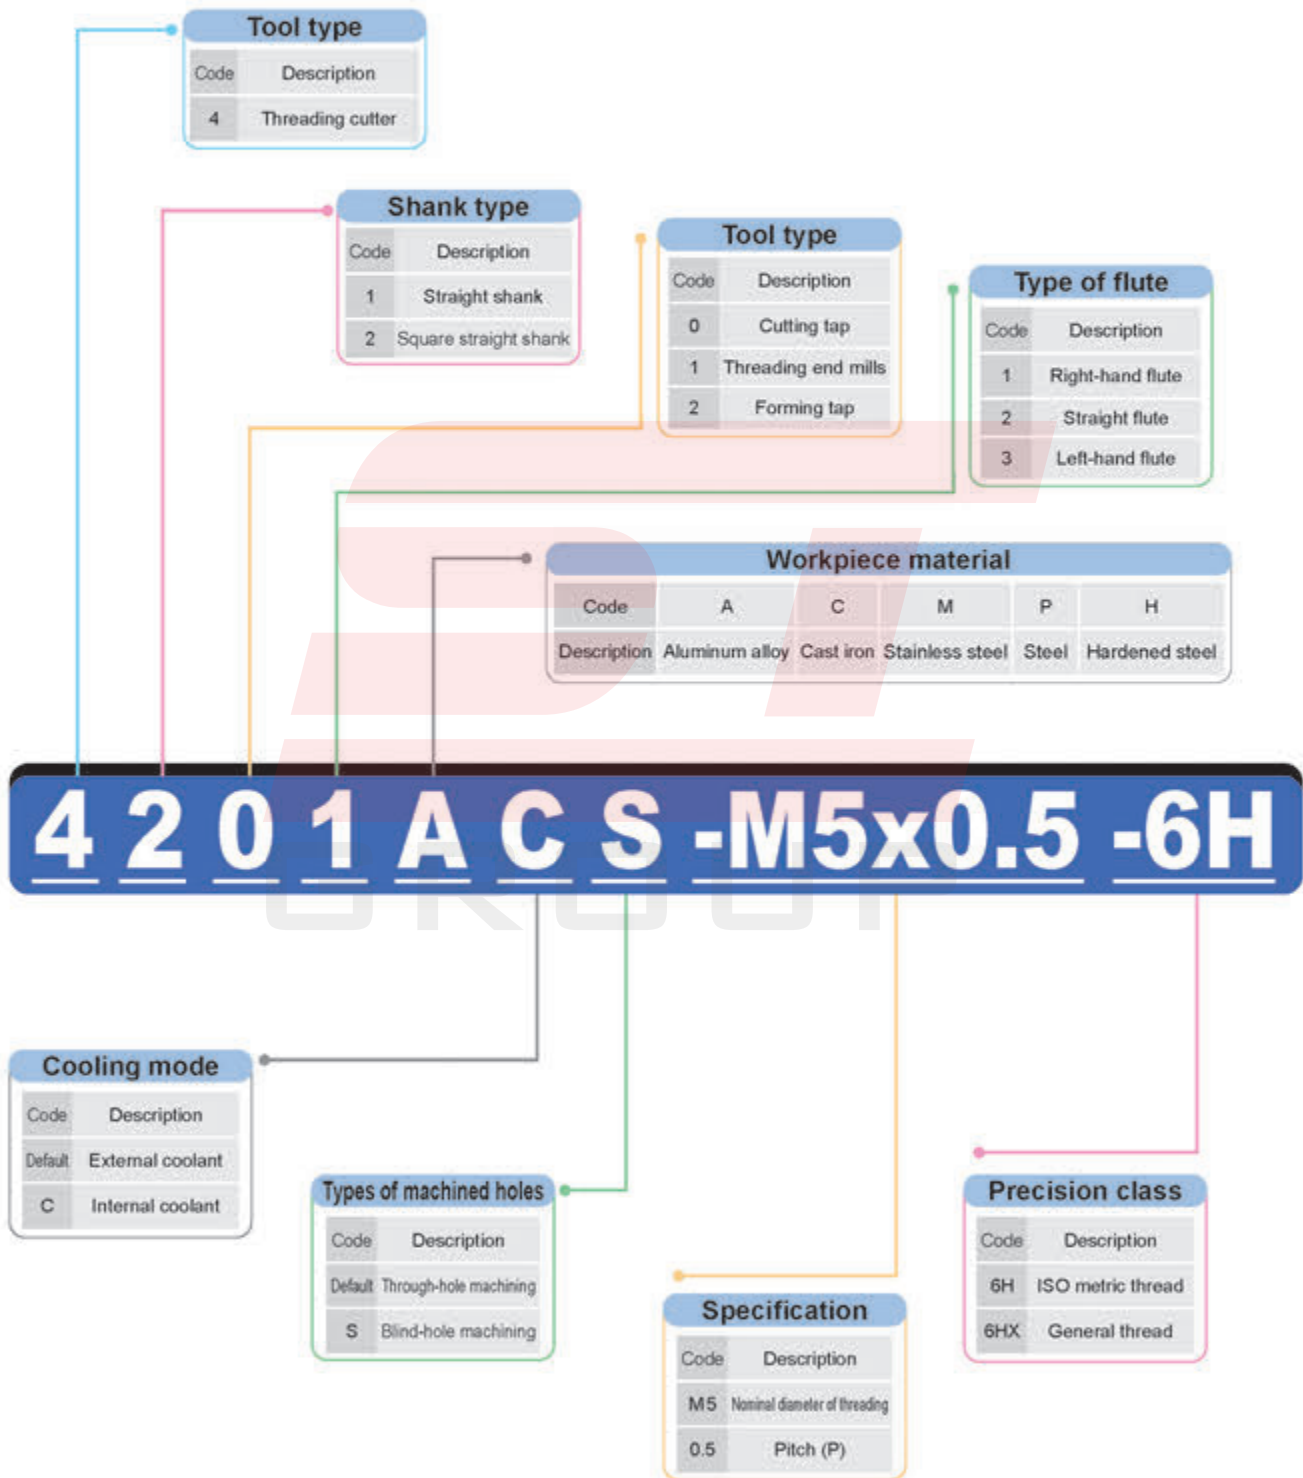 Tool type
Code Description
4 Threading cutter
Shank type
Code Description
1 Straight shank
2 Square straight shank
Tool type
Code Description
0 Cutting tap
1 Threading end mills
2 Forming tap
Type of flute
Code Description
1 Right-hand flute
2 Straight flute
3 Left-hand flute
Workpiece material
Code A C M P H
Description Aluminum alloy Cast iron Stainless steel Steel Hardened steel
4 2 0 1 A C S -M5x0.5 -6H
GROUP
Cooling mode
Code Description
Default External coolant
C Internal coolant
Types of machined holes
Code Description
Default Through-hole machining
S Blind-hole machining
Specification
Code Description
M5 Nominal diameter of threading
0.5 Pitch (P)
Precision class
Code Description
6H ISO metric thread
6HX General thread